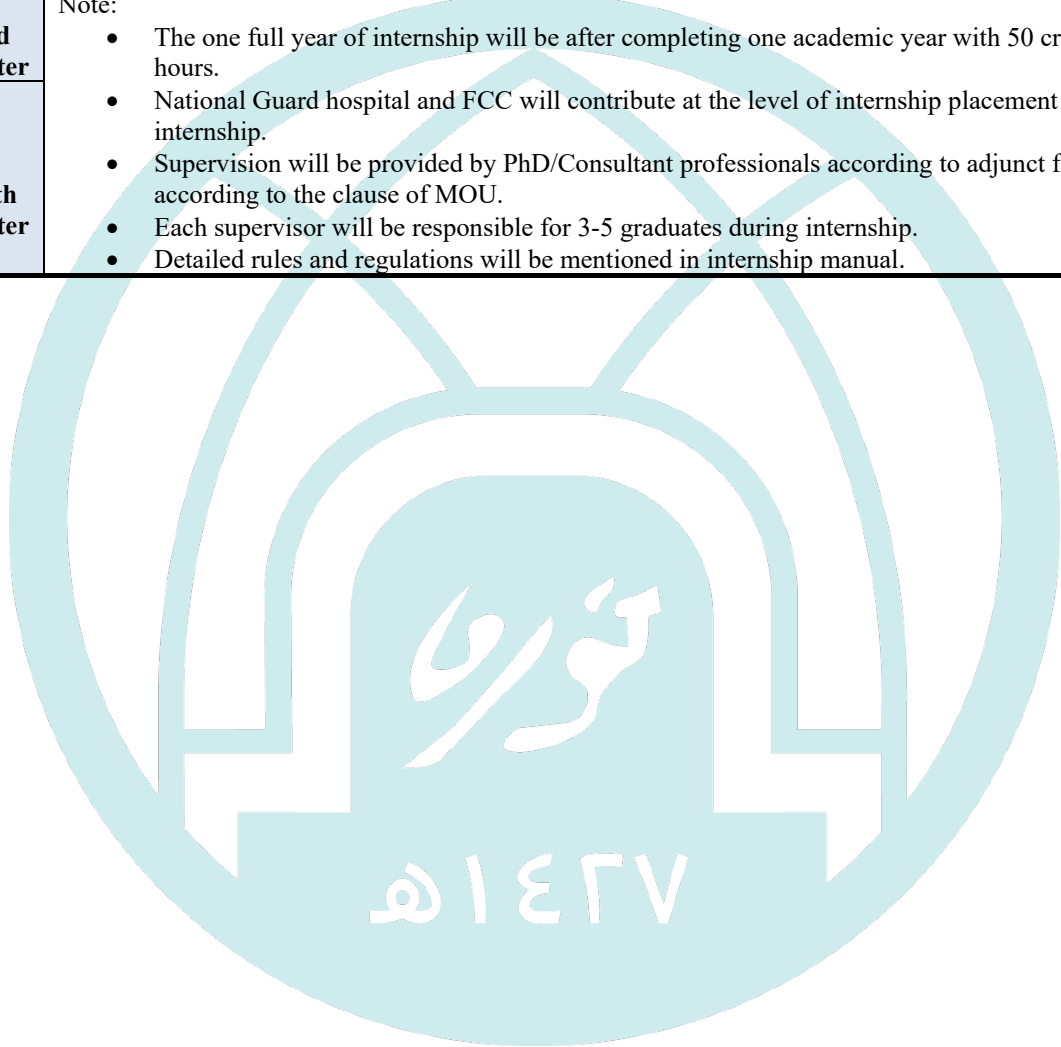 Note:
• The one full year of internship will be after completing one academic year with 50 cr
hours.
• National Guard hospital and FCC will contribute at the level of internship placement
internship.
• Supervision will be provided by PhD/Consultant professionals according to adjunct f
according to the clause of MOU.
• Each supervisor will be responsible for 3-5 graduates during internship.
• Detailed rules and regulations will be mentioned in internship manual.
d
ter
th
ter
١٤٢٧هـ